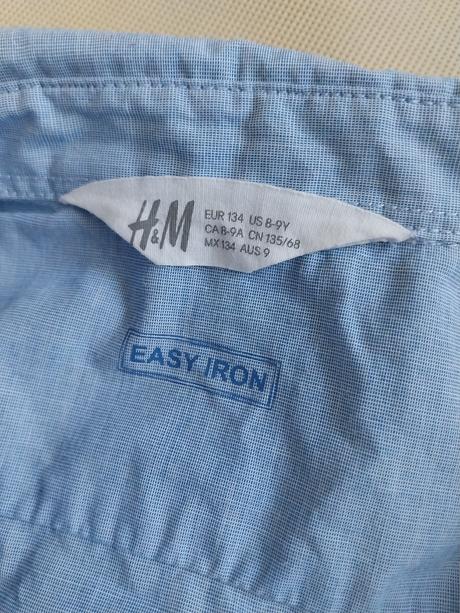 H&M
EUR 134 US 8-9Y
CA 8-9A CN 135/68
MX 134 AUS 9
EASY IRON